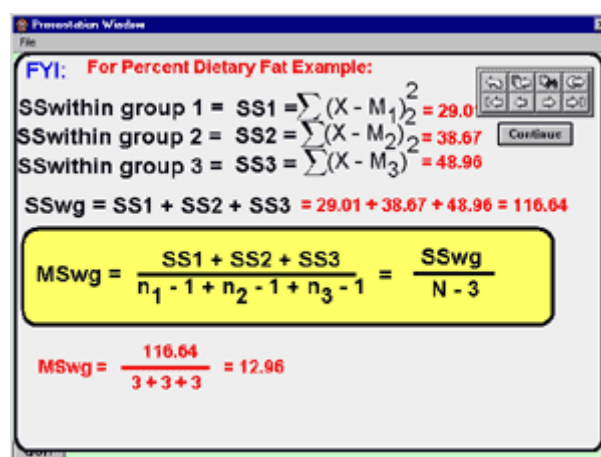 Presentation Window
File
FYI: For Percent Dietary Fat Example:
SSwithin group 1 = SS1 = ∑(X - M₁)² = 29.01
SSwithin group 2 = SS2 = ∑(X - M₂)² = 38.67
SSwithin group 3 = SS3 = ∑(X - M₃)² = 48.96
Continue
SSwg = SS1 + SS2 + SS3 = 29.01 + 38.67 + 48.96 = 116.64
MSwg = SS1 + SS2 + SS3 / n₁ - 1 + n₂ - 1 + n₃ - 1 = SSwg / N - 3
MSwg = 116.64 / 3 + 3 + 3 = 12.96